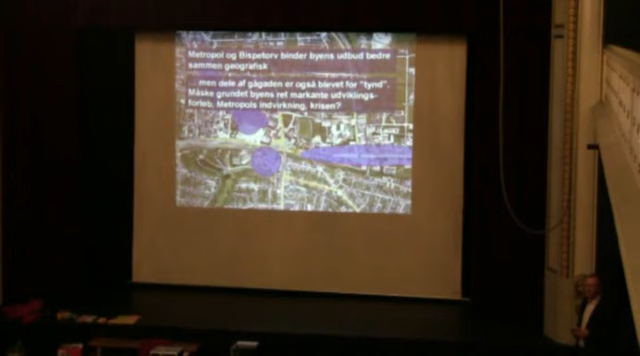 Metropol og Bispetorv binder byens udbud bedre
sammen geografisk
... men dele af gågaden er også blevet for "tynd".
Måske grundet byens ret markante udviklings-
forløb, Metropols indvirkning, krisen?